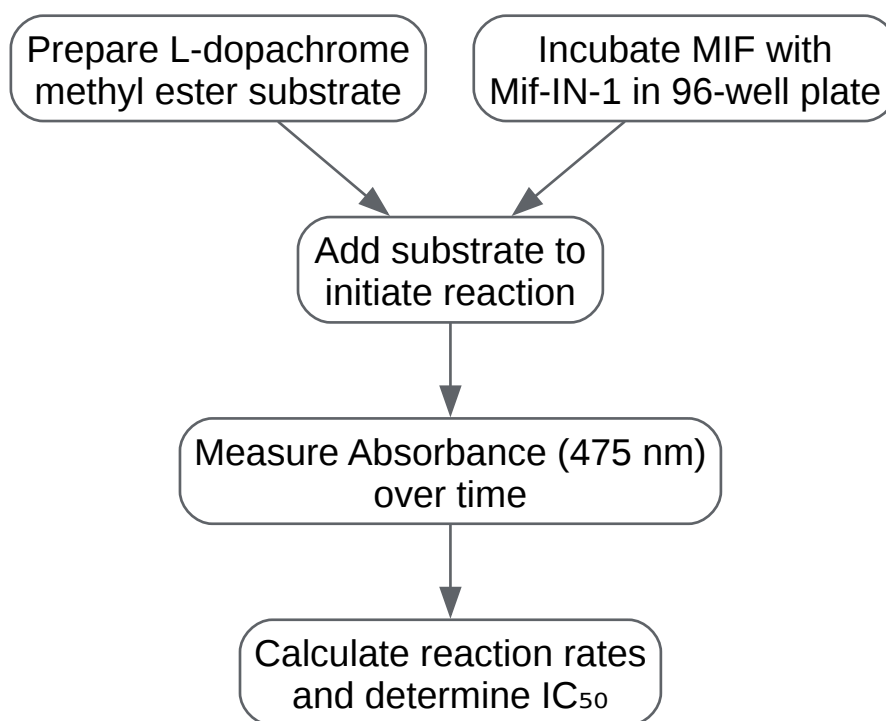 Prepare L-dopachrome
methyl ester substrate
Incubate MIF with
Mif-IN-1 in 96-well plate
Add substrate to
initiate reaction
Measure Absorbance (475 nm)
over time
Calculate reaction rates
and determine IC₅₀